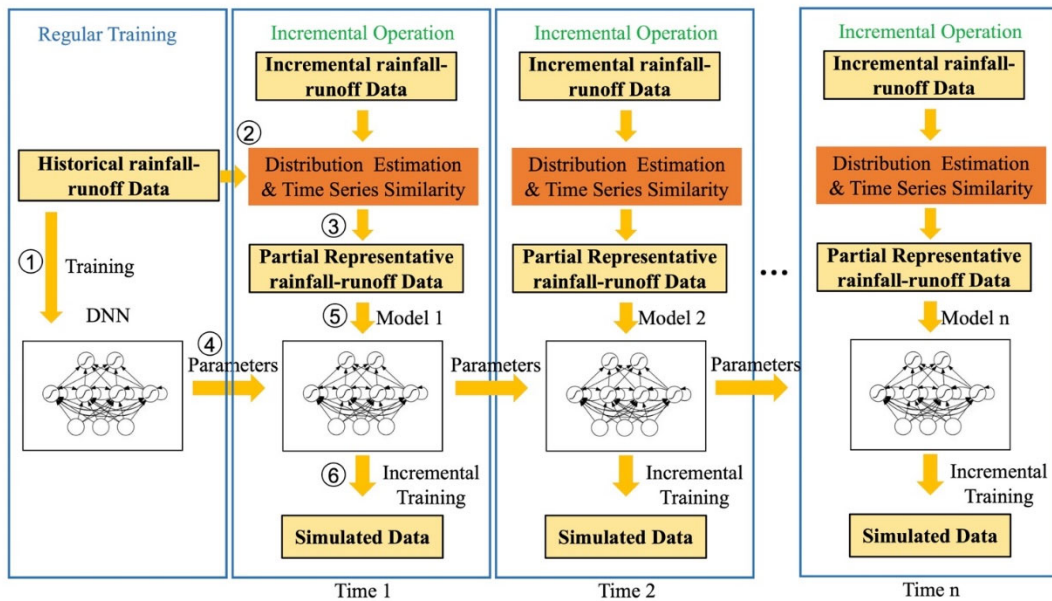 Regular Training
Historical rainfall-
runoff Data
①
Training
DNN
④
Parameters
Incremental Operation
Incremental rainfall-
runoff Data
②
Distribution Estimation
& Time Series Similarity
③
Partial Representative
rainfall-runoff Data
⑤
Model 1
Parameters
⑥
Incremental
Training
Simulated Data
Time 1
Incremental Operation
Incremental rainfall-
runoff Data
Distribution Estimation
& Time Series Similarity
Partial Representative
rainfall-runoff Data
Model 2
Parameters
Incremental
Training
Simulated Data
Time 2
...
Incremental Operation
Incremental rainfall-
runoff Data
Distribution Estimation
& Time Series Similarity
Partial Representative
rainfall-runoff Data
Model n
Incremental
Training
Simulated Data
Time n